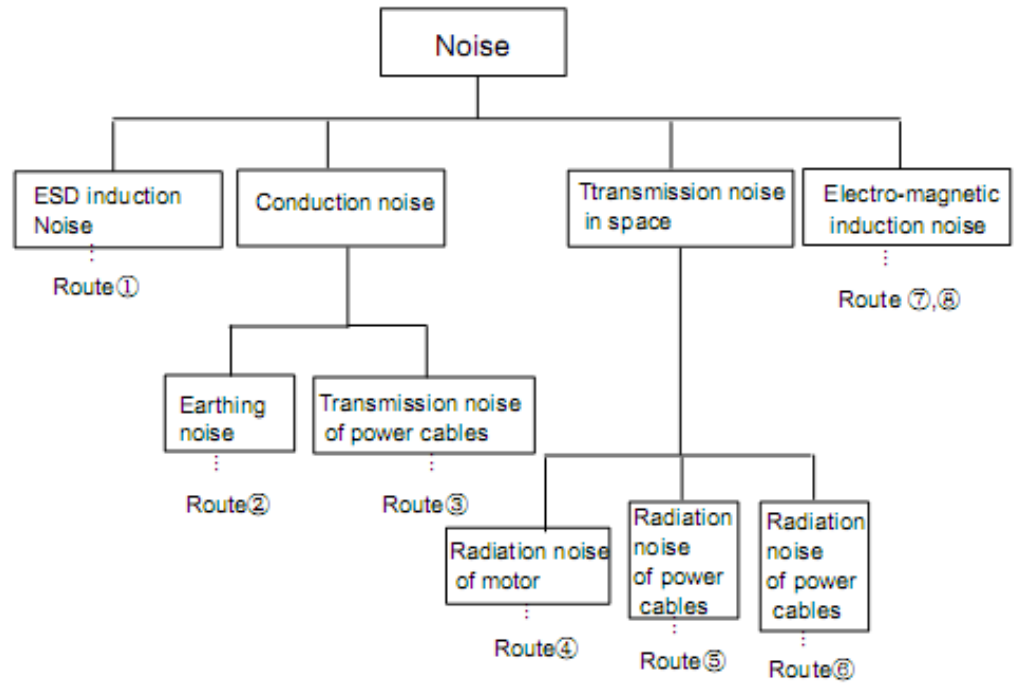 Noise
ESD induction
Noise
Conduction noise
Ttransmission noise
in space
Electro-magnetic
induction noise
Route①
Route ⑦,⑧
Earthing
noise
Transmission noise
of power cables
Route②
Route③
Radiation noise
of motor
Radiation
noise
of power
cables
Radiation
noise
of power
cables
Route④
Route⑤
Route⑥